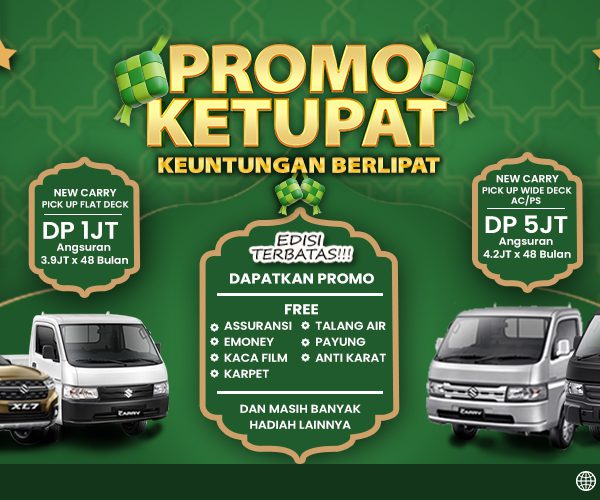 PROMO
KETUPAT
KEUNTUNGAN BERLIPAT
NEW CARRY
PICK UP FLAT DECK
DP 1JT
Angsuran
3.9JT x 48 Bulan
NEW CARRY
PICK UP WIDE DECK
AC/PS
DP 5JT
Angsuran
4.2JT x 48 Bulan
EDISI
TERBATAS!!!
DAPATKAN PROMO
FREE
ASSURANSI
EMONEY
KACA FILM
KARPET
TALANG AIR
PAYUNG
ANTI KARAT
DAN MASIH BANYAK
HADIAH LAINNYA
XL7
CARRY
CARRY